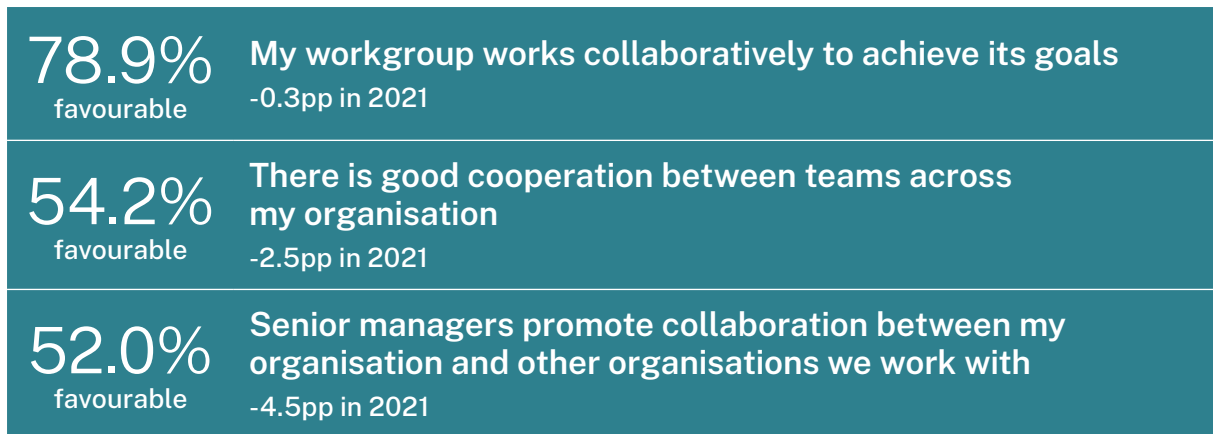 78.9%
favourable
My workgroup works collaboratively to achieve its goals
-0.3pp in 2021
54.2%
favourable
There is good cooperation between teams across
my organisation
-2.5pp in 2021
52.0%
favourable
Senior managers promote collaboration between my
organisation and other organisations we work with
-4.5pp in 2021